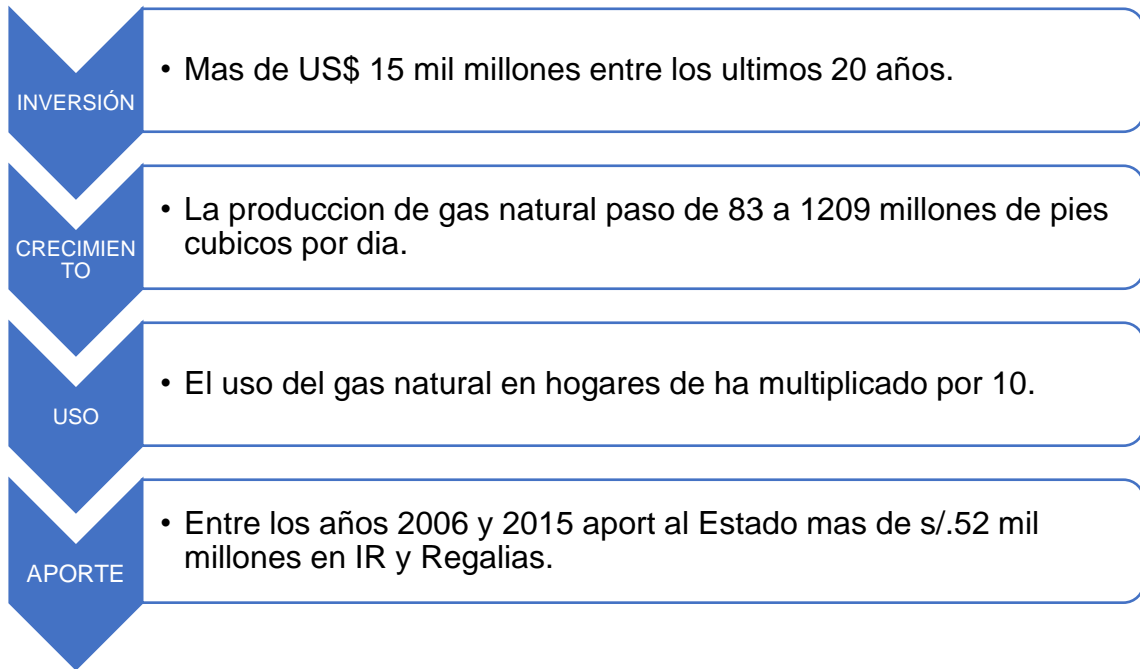 INVERSIÓN
• Mas de US$ 15 mil millones entre los ultimos 20 años.
CRECIMIEN
TO
• La produccion de gas natural paso de 83 a 1209 millones de pies
cubicos por dia.
USO
• El uso del gas natural en hogares de ha multiplicado por 10.
APORTE
• Entre los años 2006 y 2015 aport al Estado mas de s/.52 mil
millones en IR y Regalias.